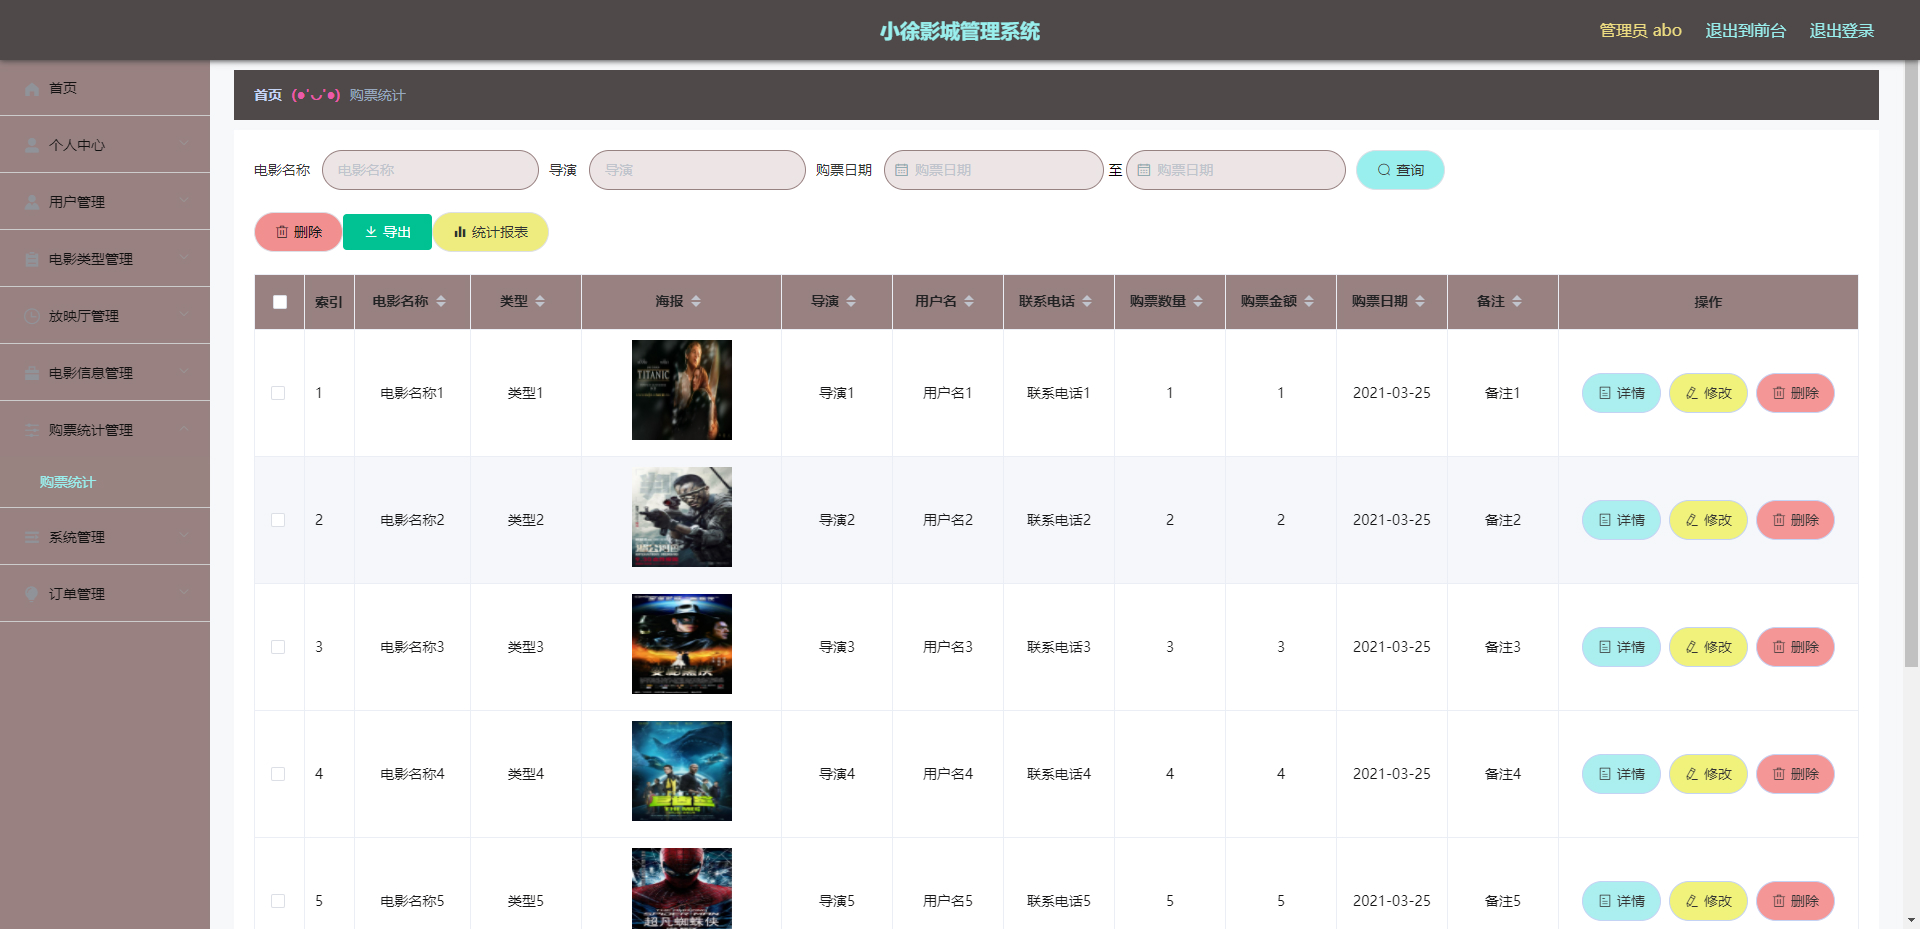 小徐影城管理系统
管理员 abo 退出到前台 退出登录
首页
个人中心
用户管理
电影类型管理
放映厅管理
电影信息管理
购票统计管理
购票统计
系统管理
订单管理
首页 (●'◡'●) 购票统计
电影名称 电影名称 导演 导演 购票日期 购票日期 至 购票日期 查询
删除 导出 统计报表
索引 电影名称 类型 海报 导演 用户名 联系电话 购票数量 购票金额 购票日期 备注 操作
TITANIC
1 电影名称1 类型1 导演1 用户名1 联系电话1 1 1 2021-03-25 备注1 详情 修改 删除
2 电影名称2 类型2 导演2 用户名2 联系电话2 2 2 2021-03-25 备注2 详情 修改 删除
3 电影名称3 类型3 导演3 用户名3 联系电话3 3 3 2021-03-25 备注3 详情 修改 删除
4 电影名称4 类型4 导演4 用户名4 联系电话4 4 4 2021-03-25 备注4 详情 修改 删除
THE MEG
5 电影名称5 类型5 导演5 用户名5 联系电话5 5 5 2021-03-25 备注5 详情 修改 删除
SPIDER-MAN
超凡蜘蛛侠